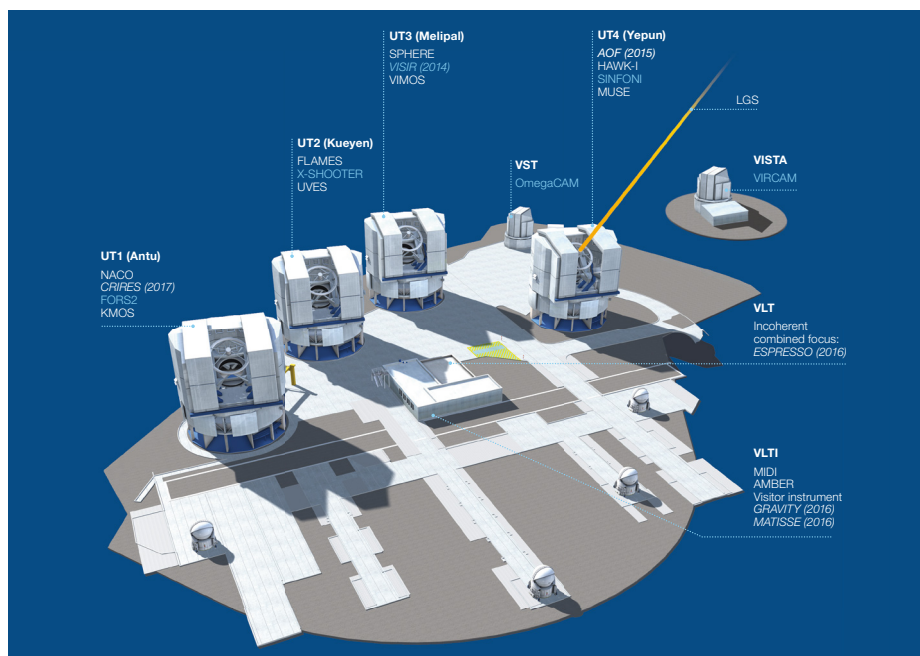 UT3 (Melipal)
SPHERE
VISIR (2014)
VIMOS
UT4 (Yepun)
AOF (2015)
HAWK-I
SINFONI
MUSE
LGS
UT2 (Kueyen)
FLAMES
X-SHOOTER
UVES
VST
OmegaCAM
VISTA
VIRCAM
UT1 (Antu)
NACO
CRIRES (2017)
FORS2
KMOS
VLT
Incoherent
combined focus:
ESPRESSO (2016)
VLTI
MIDI
AMBER
Visitor instrument
GRAVITY (2016)
MATISSE (2016)